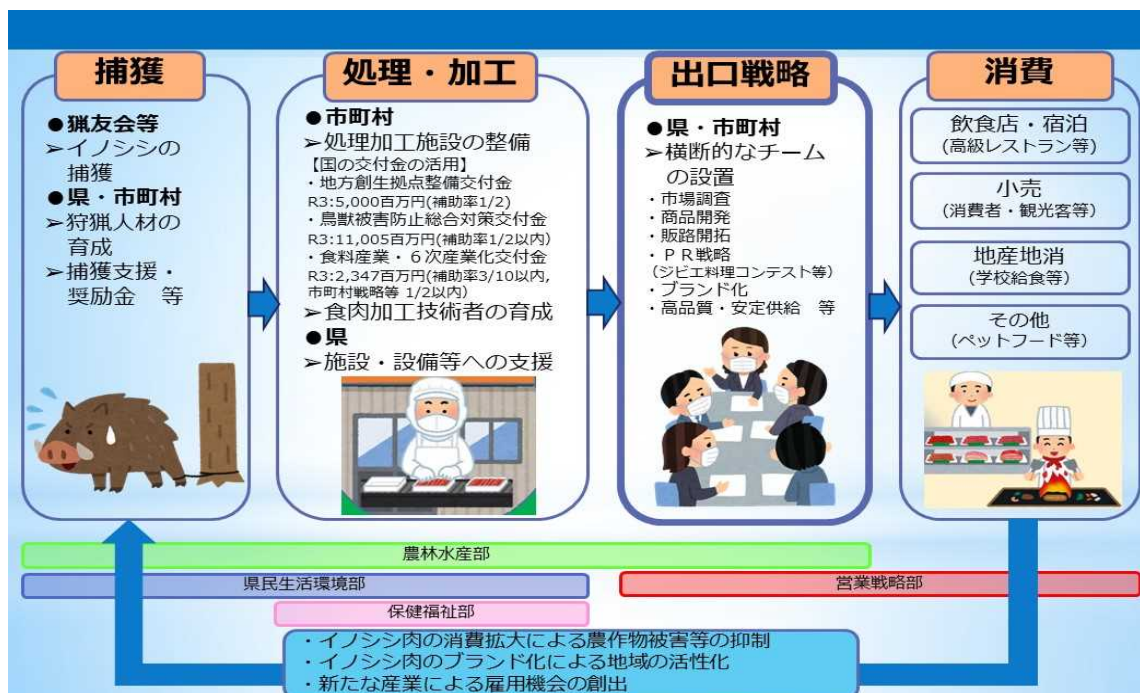 捕獲
●猟友会等
➢イノシシの
捕獲
●県・市町村
➢狩猟人材の
育成
➢捕獲支援・
奨励金　等
処理・加工
●市町村
➢処理加工施設の整備
【国の交付金の活用】
・地方創生拠点整備交付金
R3:5,000百万円(補助率1/2)
・鳥獣被害防止総合対策交付金
R3:11,005百万円(補助率1/2以内)
・食料産業・６次産業化交付金
R3:2,347百万円(補助率3/10以内,
市町村戦略等 1/2以内)
➢食肉加工技術者の育成
●県
➢施設・設備等への支援
出口戦略
●県・市町村
➢横断的なチーム
の設置
・市場調査
・商品開発
・販路開拓
・ＰＲ戦略
(ジビエ料理コンテスト等)
・ブランド化
・高品質・安定供給　等
消費
飲食店・宿泊
(高級レストラン等)
小売
(消費者・観光客等)
地産地消
(学校給食等)
その他
(ペットフード等)
農林水産部
県民生活環境部
営業戦略部
保健福祉部
・イノシシ肉の消費拡大による農作物被害等の抑制
・イノシシ肉のブランド化による地域の活性化
・新たな産業による雇用機会の創出